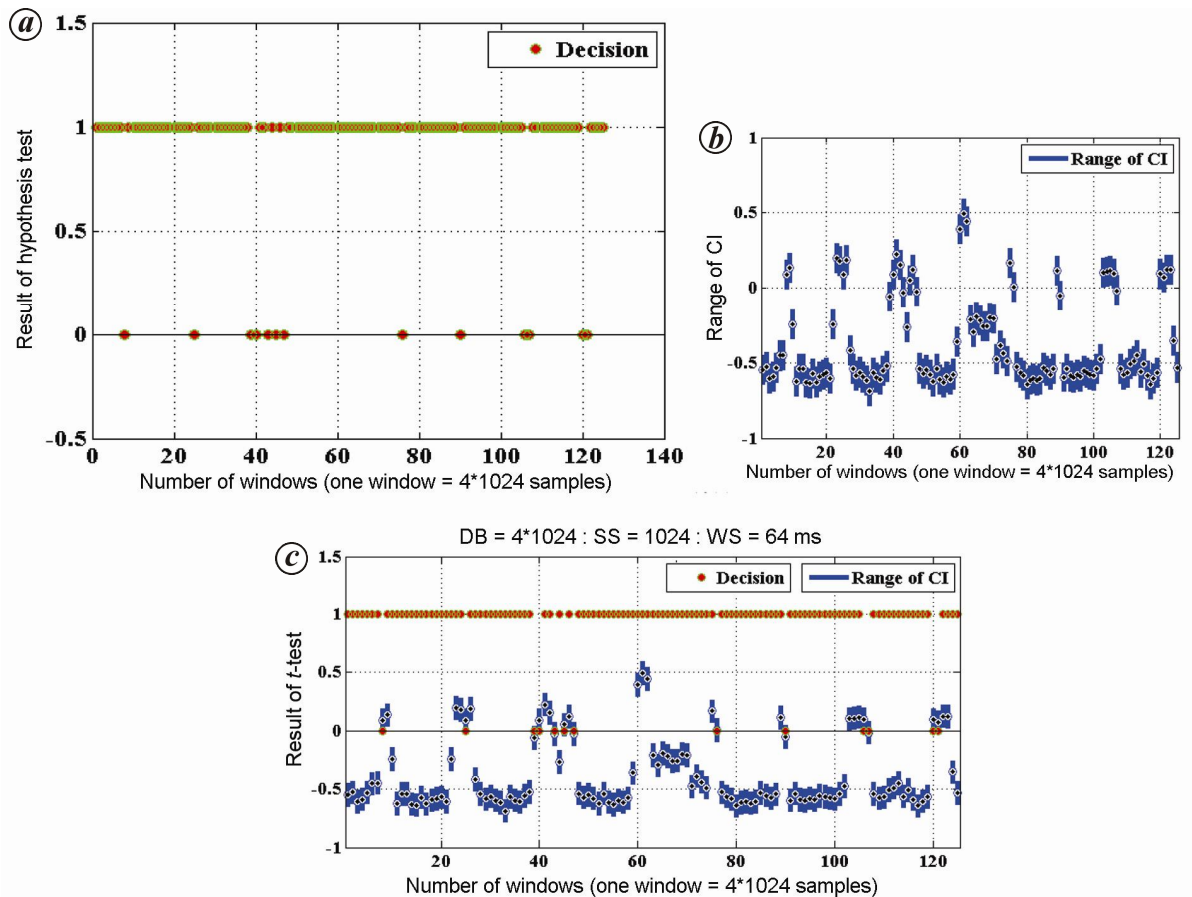 a
1.5
1
0.5
0
-0.5
0 20 40 60 80 100 120 140
Result of hypothesis test
Number of windows (one window = 4*1024 samples)
Decision
b
1
0.5
0
-0.5
-1
20 40 60 80 100 120
Range of CI
Number of windows (one window = 4*1024 samples)
Range of CI
c
DB = 4*1024 : SS = 1024 : WS = 64 ms
1.5
1
0.5
0
-0.5
-1
20 40 60 80 100 120
Result of t-test
Number of windows (one window = 4*1024 samples)
Decision
Range of CI